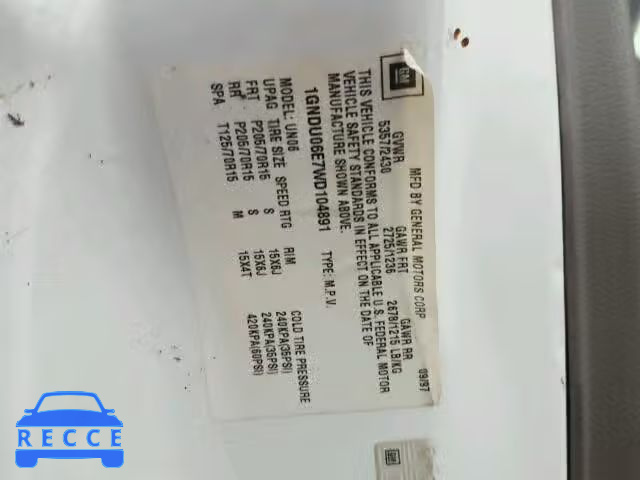 GM
MFD BY GENERAL MOTORS CORP 09/97
GVWR GAWR FRT GAWR RR
5357/2430 2725/1236 2678/1215 LB/KG
THIS VEHICLE CONFORMS TO ALL APPLICABLE U.S. FEDERAL MOTOR
VEHICLE SAFETY STANDARDS IN EFFECT ON THE DATE OF
MANUFACTURE SHOWN ABOVE.
1GNDU06E7WD104891 TYPE: M.P.V.
MODEL: UN06
UPAG TIRE SIZE SPEED RTG RIM COLD TIRE PRESSURE
FRT P205/70R15 S 15X6J 240KPA(35PSI)
RR P205/70R15 S 15X6J 240KPA(35PSI)
SPA T125/70R15 M 15X4T 420KPA(60PSI)
GM
RECCE